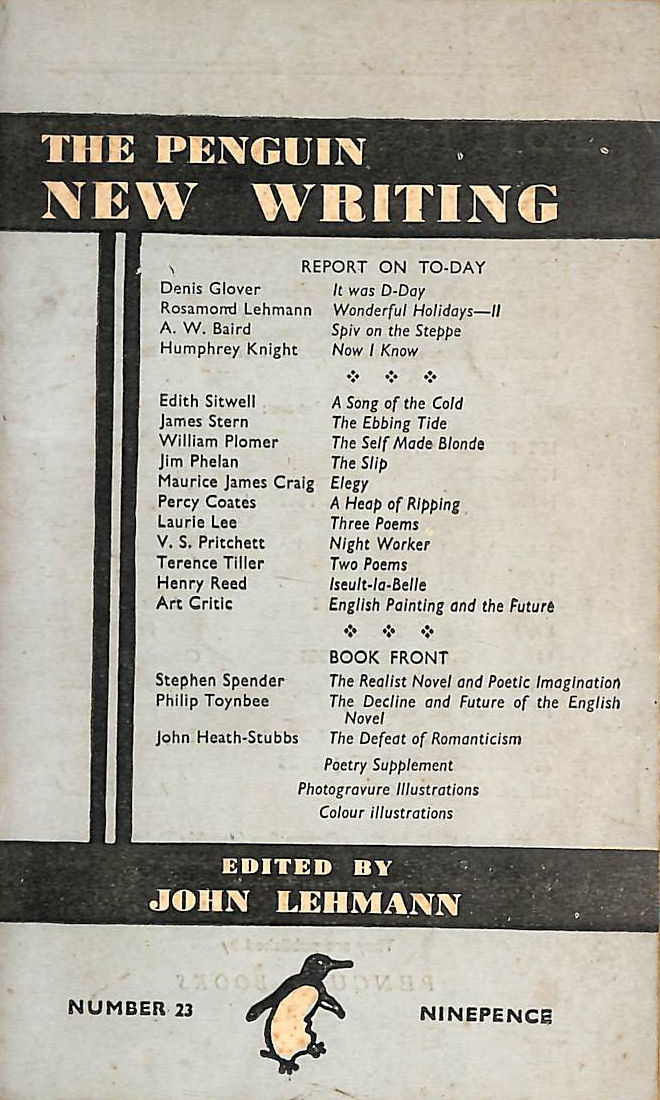 THE PENGUIN
NEW WRITING
REPORT ON TO-DAY
Denis Glover It was D-Day
Rosamond Lehmann Wonderful Holidays—II
A. W. Baird Spiv on the Steppe
Humphrey Knight Now I Know
Edith Sitwell A Song of the Cold
James Stern The Ebbing Tide
William Plomer The Self Made Blonde
Jim Phelan The Slip
Maurice James Craig Elegy
Percy Coates A Heap of Ripping
Laurie Lee Three Poems
V. S. Pritchett Night Worker
Terence Tiller Two Poems
Henry Reed Iseult-la-Belle
Art Critic English Painting and the Future
BOOK FRONT
Stephen Spender The Realist Novel and Poetic Imagination
Philip Toynbee The Decline and Future of the English
Novel
John Heath-Stubbs The Defeat of Romanticism
Poetry Supplement
Photogravure Illustrations
Colour illustrations
EDITED BY
JOHN LEHMANN
NUMBER 23
NINEPENCE